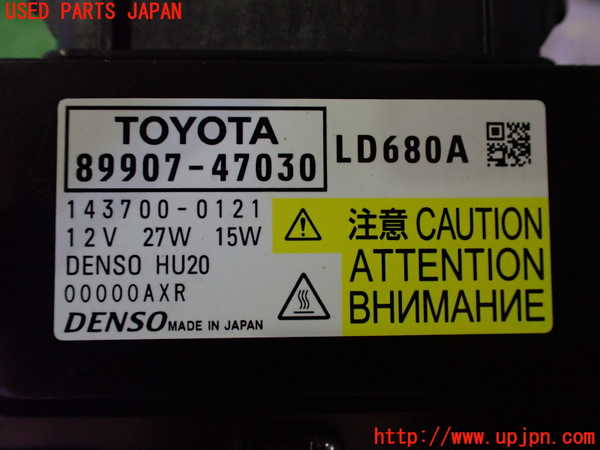 USED PARTS JAPAN
TOYOTA
89907-47030
LD680A
143700-0121
12V 27W 15W
DENSO HU20
00000AXR
DENSO MADE IN JAPAN
注意 CAUTION
ATTENTION
ВНИМАНИЕ
http://www.upjpn.com/